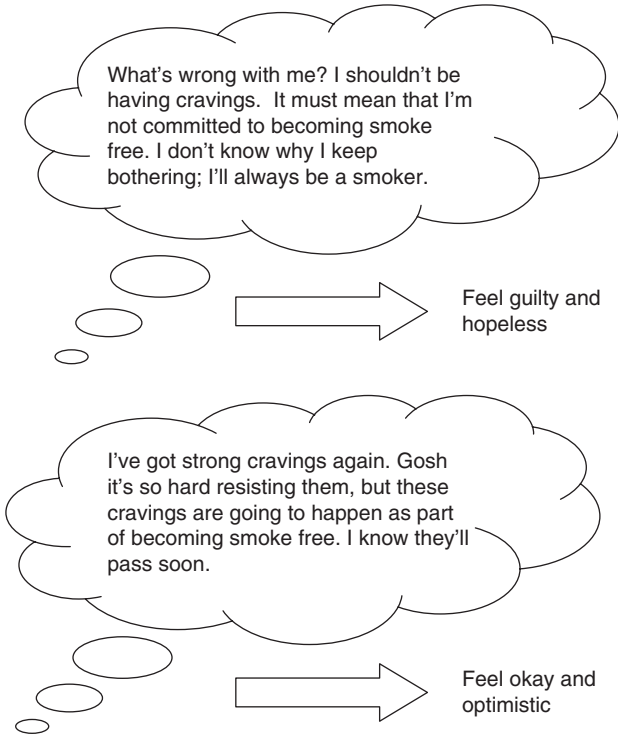 What's wrong with me? I shouldn't be
having cravings.  It must mean that I'm
not committed to becoming smoke
free. I don't know why I keep
bothering; I'll always be a smoker.
Feel guilty and
hopeless
I've got strong cravings again. Gosh
it's so hard resisting them, but these
cravings are going to happen as part
of becoming smoke free. I know they'll
pass soon.
Feel okay and
optimistic